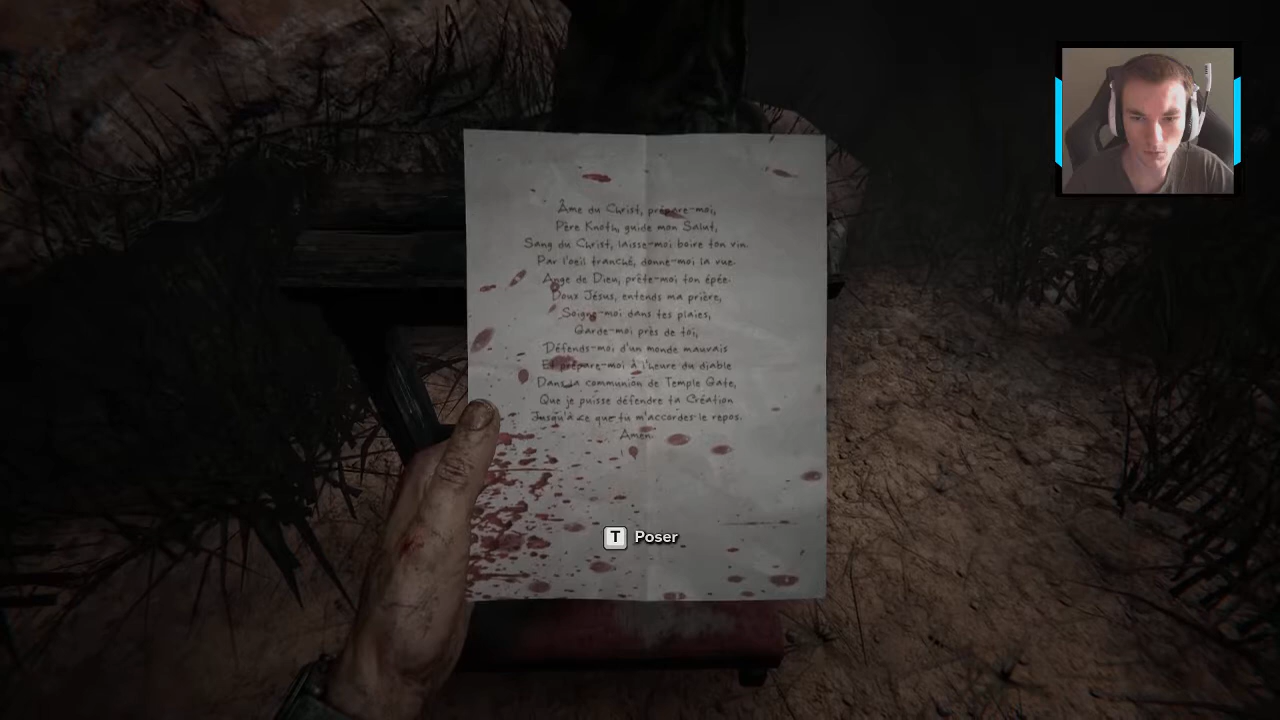 Âme du Christ, prépare-moi,
Père Knoth, guide mon Salut,
Sang du Christ, laisse-moi boire ton vin.
Par l'oeil tranché, donne-moi la vue.
Ange de Dieu, prête-moi ton épée.
Doux Jésus, entends ma prière,
Soigne-moi dans tes plaies,
Garde-moi près de toi,
Défends-moi d'un monde mauvais
Et prépare-moi à l'heure du diable
Dans la communion de Temple Gate,
Que je puisse défendre ta Création
Jusqu'à ce que tu m'accordes le repos.
Amen.
T Poser